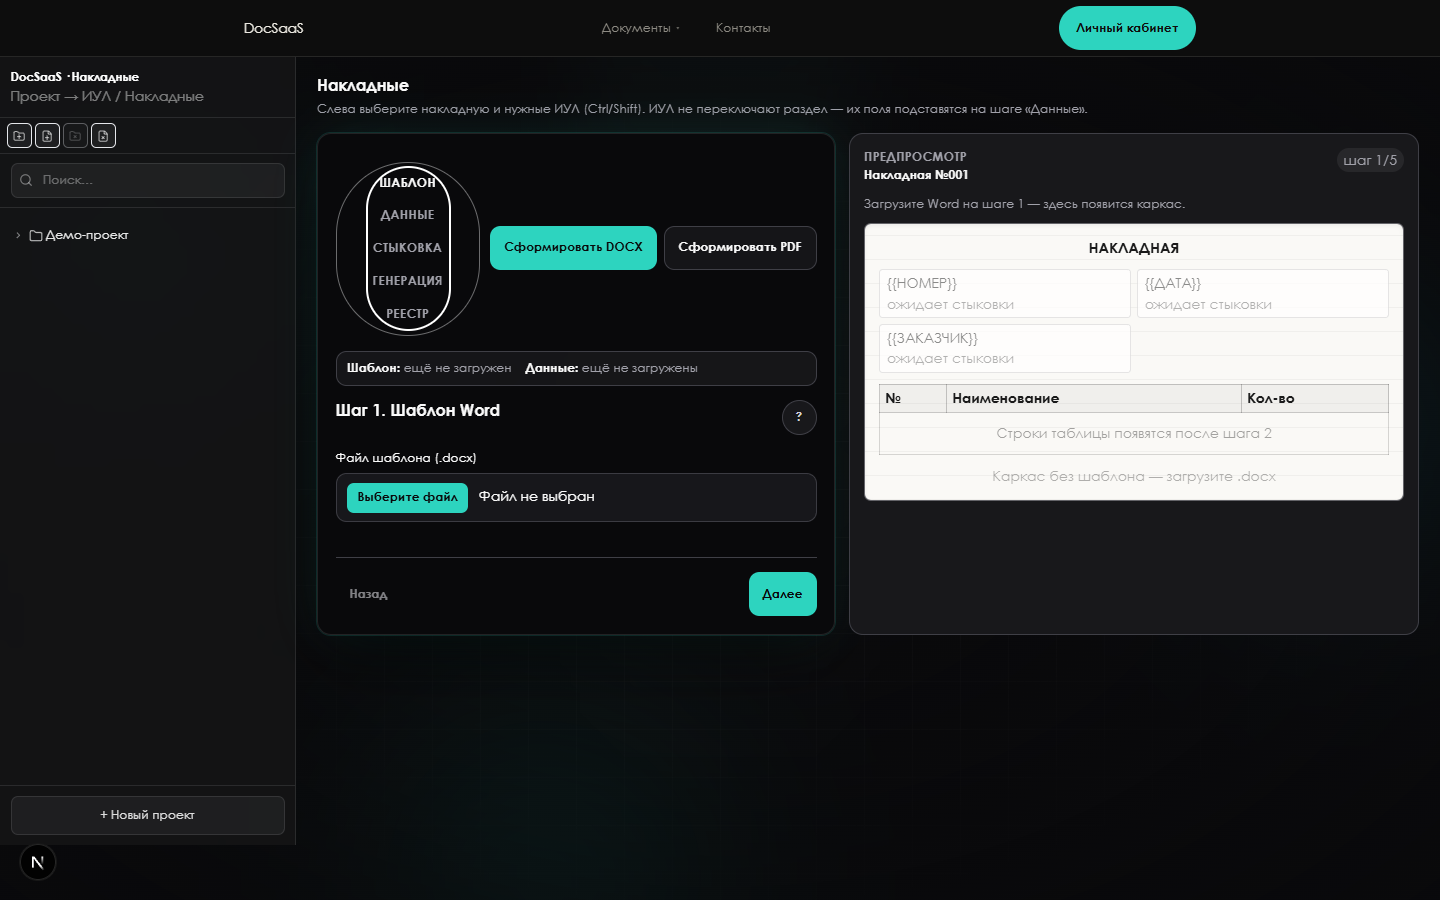 DocSaaS
Документы
Контакты
Личный кабинет
DocSaaS · Накладные
Проект → ИУЛ / Накладные
Поиск...
Демо-проект
+ Новый проект
N
Накладные
Слева выберите накладную и нужные ИУЛ (Ctrl/Shift). ИУЛ не переключают раздел — их поля подставятся на шаге «Данные».
ШАБЛОН
ДАННЫЕ
СТЫКОВКА
ГЕНЕРАЦИЯ
РЕЕСТР
Сформировать DOCX
Сформировать PDF
Шаблон: ещё не загружен Данные: ещё не загружены
Шаг 1. Шаблон Word
?
Файл шаблона (.docx)
Выберите файл Файл не выбран
Назад
Далее
ПРЕДПРОСМОТР
Накладная №001
шаг 1/5
Загрузите Word на шаге 1 — здесь появится каркас.
НАКЛАДНАЯ
{{НОМЕР}}
ожидает стыковки
{{ДАТА}}
ожидает стыковки
{{ЗАКАЗЧИК}}
ожидает стыковки
№ Наименование Кол-во
Строки таблицы появятся после шага 2
Каркас без шаблона — загрузите .docx